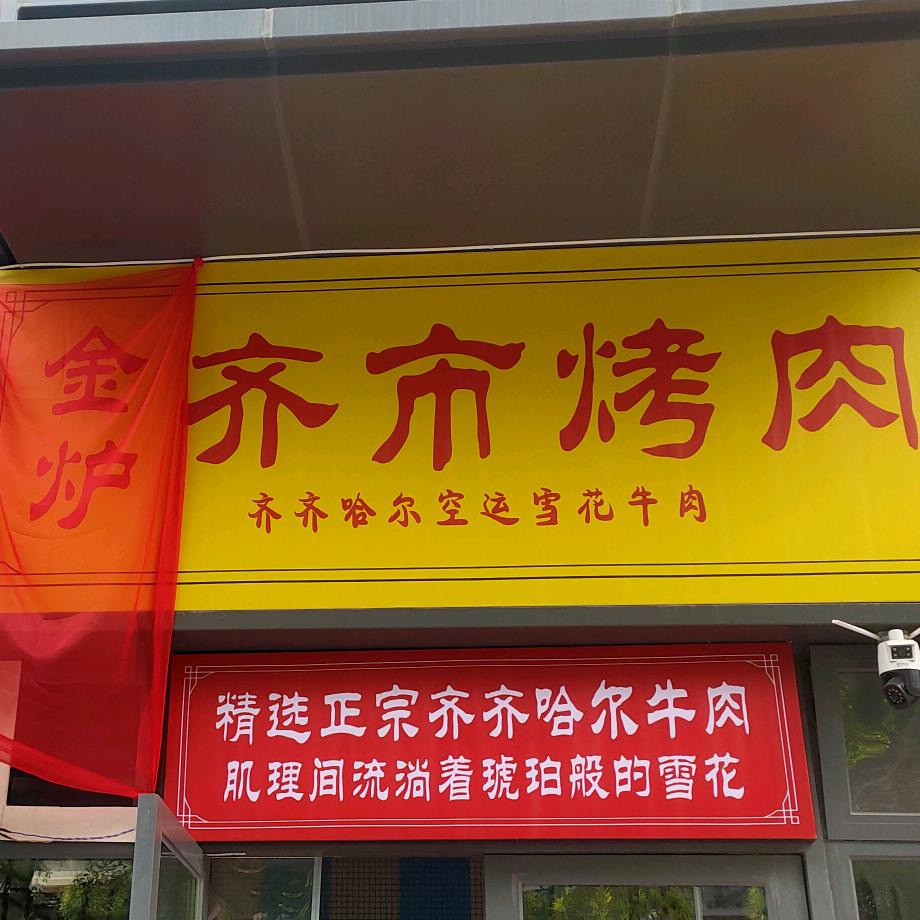 金炉
齐市烤肉
齐齐哈尔空运雪花牛肉
精选正宗齐齐哈尔牛肉
肌理间流淌着琥珀般的雪花